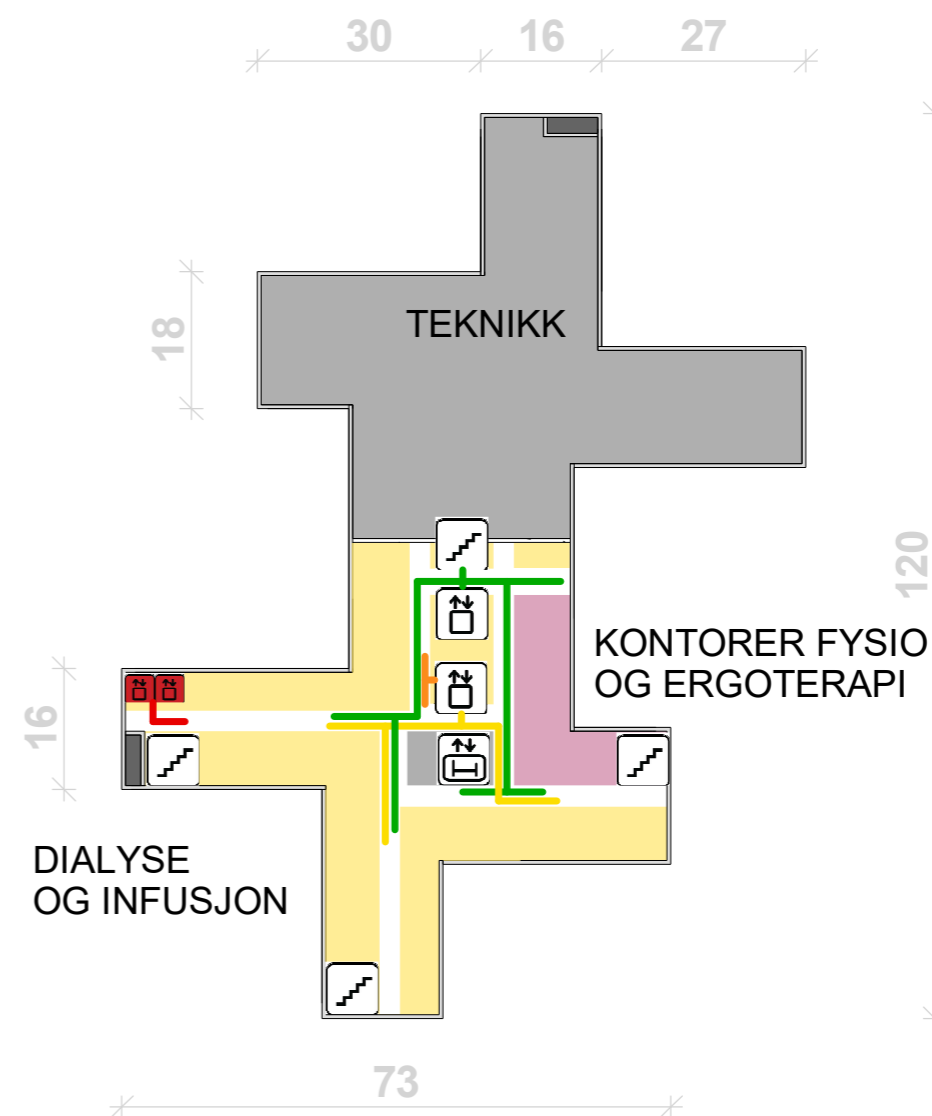 30
16
27
18
TEKNIKK
120
KONTORER FYSIO
OG ERGOTERAPI
16
DIALYSE
OG INFUSJON
73